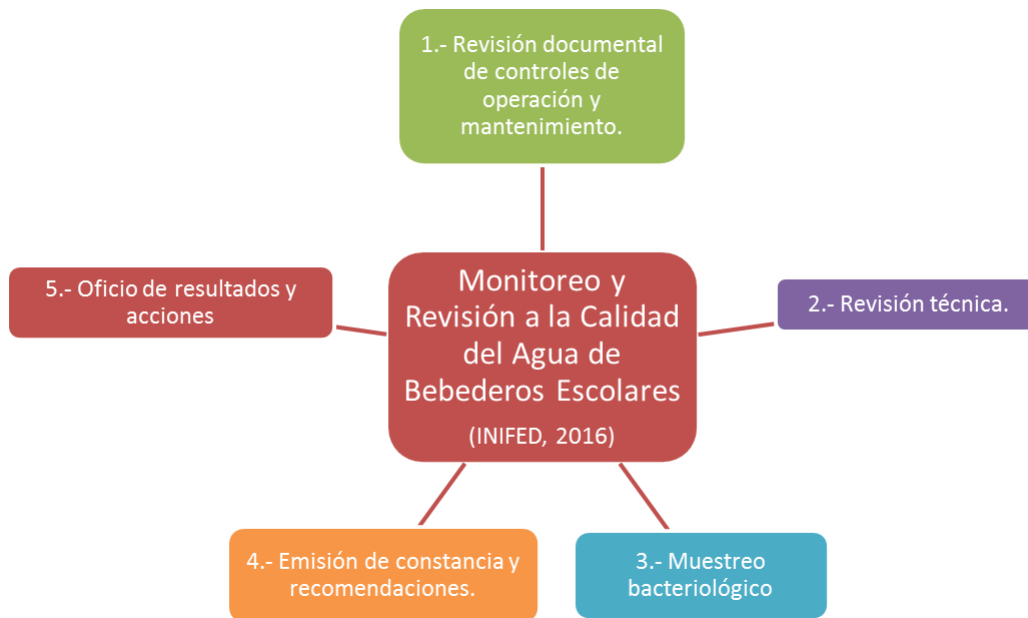 1.- Revisión documental
de controles de
operación y
mantenimiento.
Monitoreo y
Revisión a la Calidad
del Agua de
Bebederos Escolares
(INIFED, 2016)
2.- Revisión técnica.
3.- Muestreo
bacteriológico
4.- Emisión de constancia y
recomendaciones.
5.- Oficio de resultados y
acciones